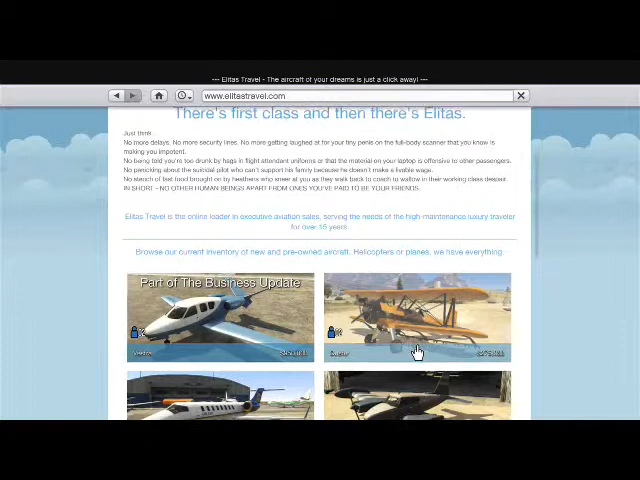 --- Elitas Travel - The aircraft of your dreams is just a click away! ---
www.elitastravel.com
There's first class and then there's Elitas.
Just think...
No more delays. No more security lines. No more getting laughed at for your tiny penis on the full-body scanner that you know is
making you impotent.
No being told you're too drunk by hags in flight attendant uniforms or that the material on your laptop is offensive to other passengers.
No panicking about the suicidal pilot who can't support his family because he doesn't make a livable wage.
No stench of fast food brought on by heathens who sneer at you as they walk back to coach to wallow in their working class despair.
IN SHORT - NO OTHER HUMAN BEINGS APART FROM ONES YOU'VE PAID TO BE YOUR FRIENDS.
Elitas Travel is the online leader in executive aviation sales, serving the needs of the high-maintenance luxury traveler
for over 15 years.
Browse our current inventory of new and pre-owned aircraft. Helicopters or planes, we have everything.
Part of The Business Update
Vestra $950,000
Duster $275,000